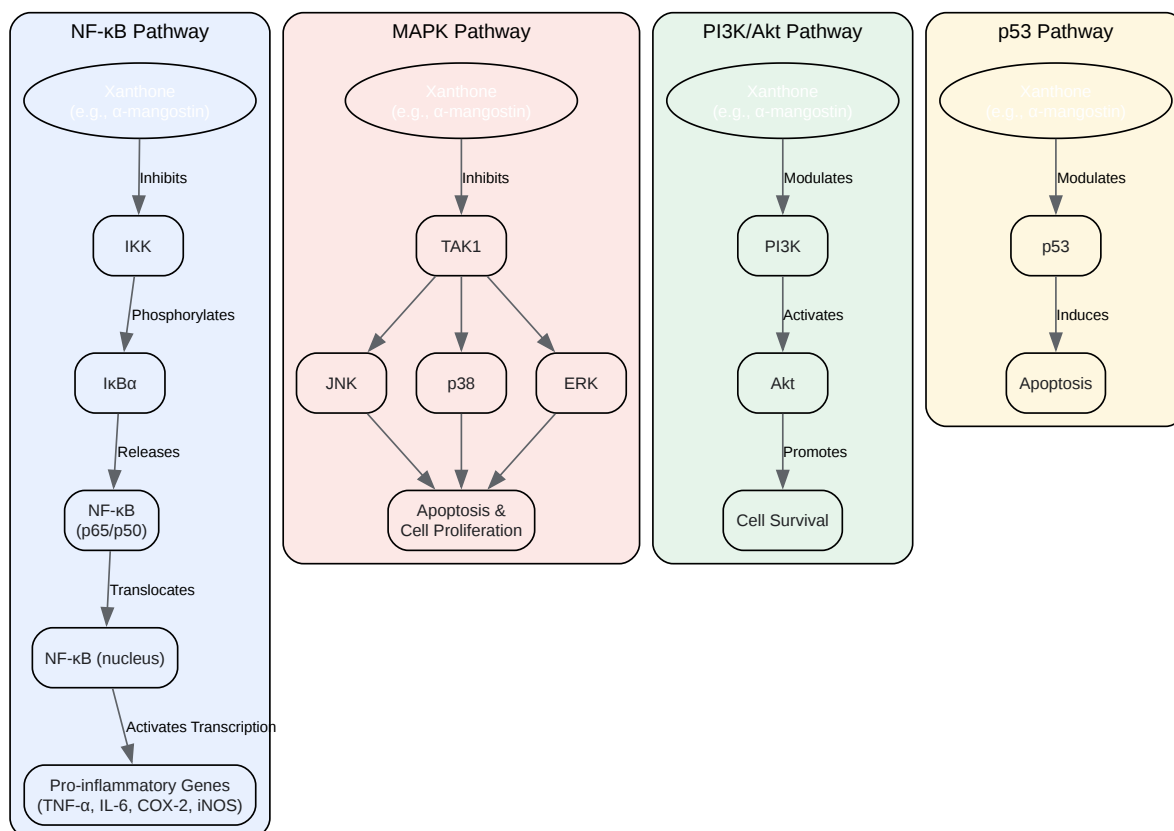 NF-κB Pathway
Xanthone
(e.g., α-mangostin)
Inhibits
IKK
Phosphorylates
IκBα
Releases
NF-κB
(p65/p50)
Translocates
NF-κB (nucleus)
Activates Transcription
Pro-inflammatory Genes
(TNF-α, IL-6, COX-2, iNOS)
MAPK Pathway
Xanthone
(e.g., α-mangostin)
Inhibits
TAK1
JNK
p38
ERK
Apoptosis &
Cell Proliferation
PI3K/Akt Pathway
Xanthone
(e.g., α-mangostin)
Modulates
PI3K
Activates
Akt
Promotes
Cell Survival
p53 Pathway
Xanthone
(e.g., α-mangostin)
Modulates
p53
Induces
Apoptosis